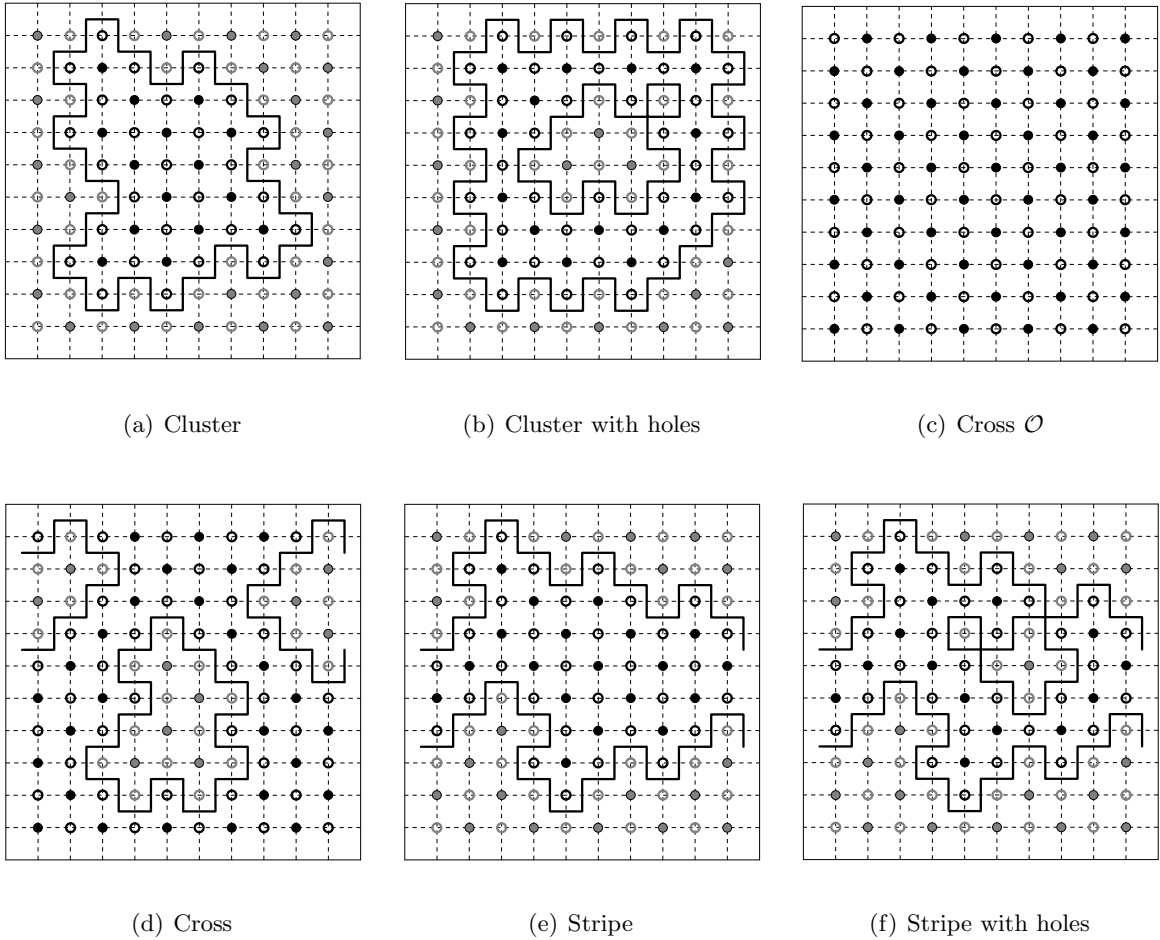 (a) Cluster
(b) Cluster with holes
(c) Cross 𝒪
(d) Cross
(e) Stripe
(f) Stripe with holes